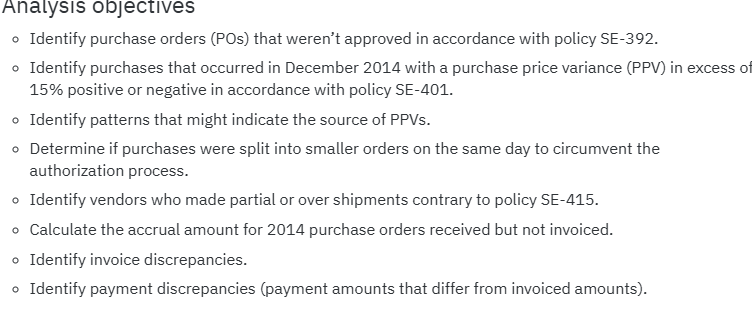 Analysis objectives
Identify purchase orders (POs) that weren't approved in accordance with policy SE-392.
Identify purchases that occurred in December 2014 with a purchase price variance (PPV) in excess of
15% positive or negative in accordance with policy SE-401.
Identify patterns that might indicate the source of PPVs.
Determine if purchases were split into smaller orders on the same day to circumvent the
authorization process.
Identify vendors who made partial or over shipments contrary to policy SE-415.
Calculate the accrual amount for 2014 purchase orders received but not invoiced.
Identify invoice discrepancies.
Identify payment discrepancies (payment amounts that differ from invoiced amounts).